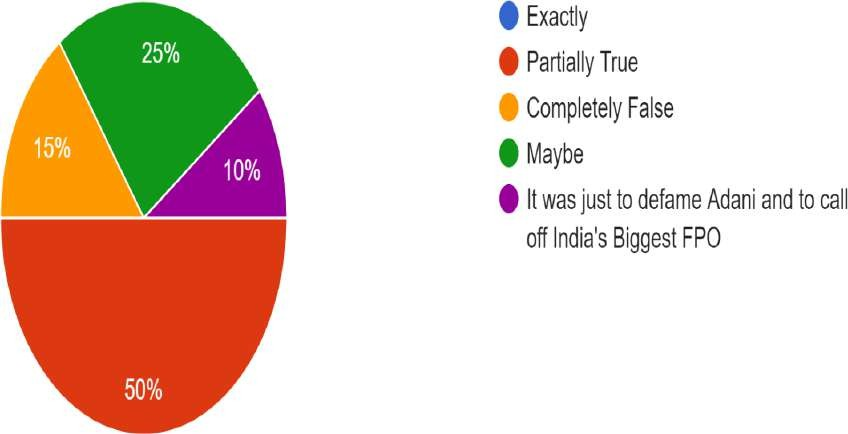 25%
15%
10%
50%
Exactly
Partially True
Completely False
Maybe
It was just to defame Adani and to call
off India's Biggest FPO